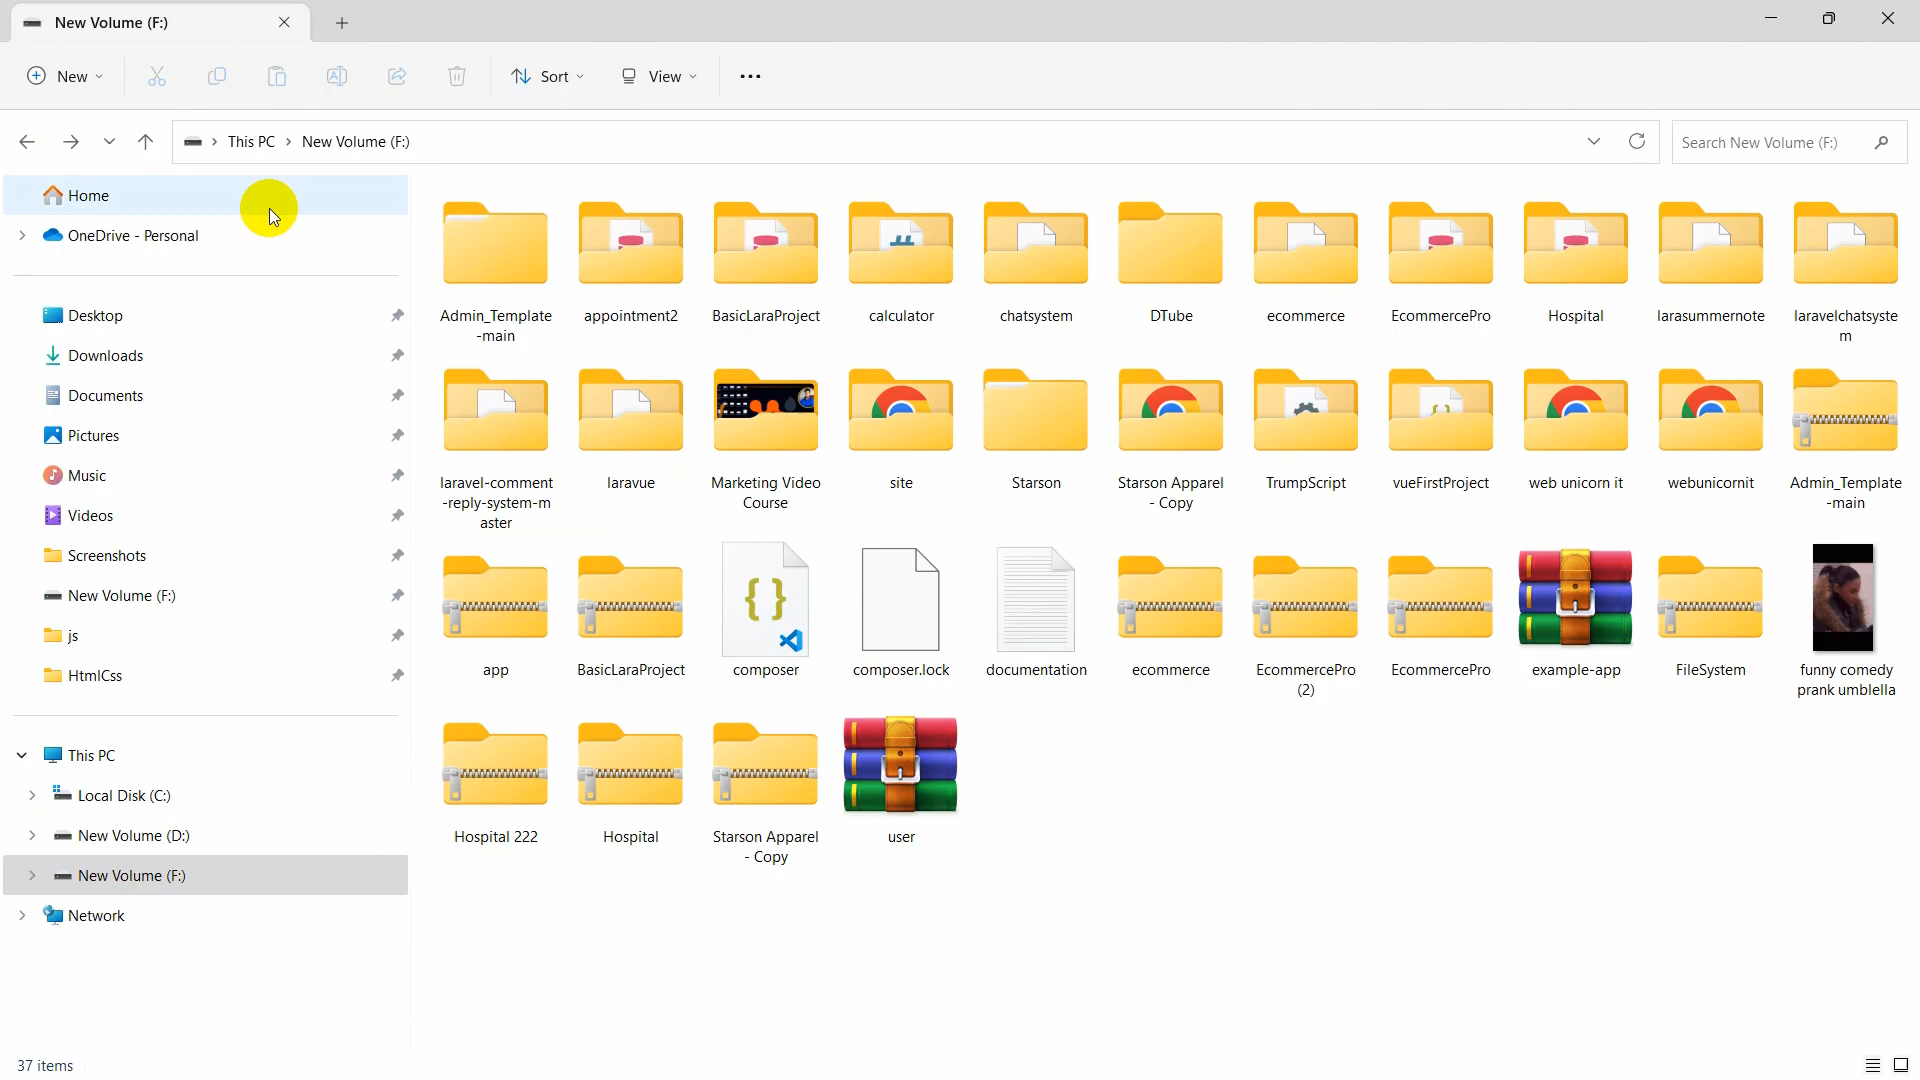 New Volume (F:)
New
Sort
View
This PC
New Volume (F:)
Search New Volume (F:)
Home
OneDrive - Personal
Desktop
Downloads
Documents
Pictures
Music
Videos
Screenshots
New Volume (F:)
js
HtmlCss
This PC
Local Disk (C:)
New Volume (D:)
New Volume (F:)
Network
Admin_Template
-main
appointment2
BasicLaraProject
calculator
chatsystem
DTube
ecommerce
EcommercePro
Hospital
larasummernote
laravelchatsyste
m
laravel-comment
-reply-system-m
aster
laravue
Marketing Video
Course
site
Starson
Starson Apparel
- Copy
TrumpScript
vueFirstProject
web unicorn it
webunicornit
Admin_Template
-main
app
BasicLaraProject
composer
composer.lock
documentation
ecommerce
EcommercePro
(2)
EcommercePro
example-app
FileSystem
funny comedy
prank umblella
Hospital 222
Hospital
Starson Apparel
- Copy
user
37 items